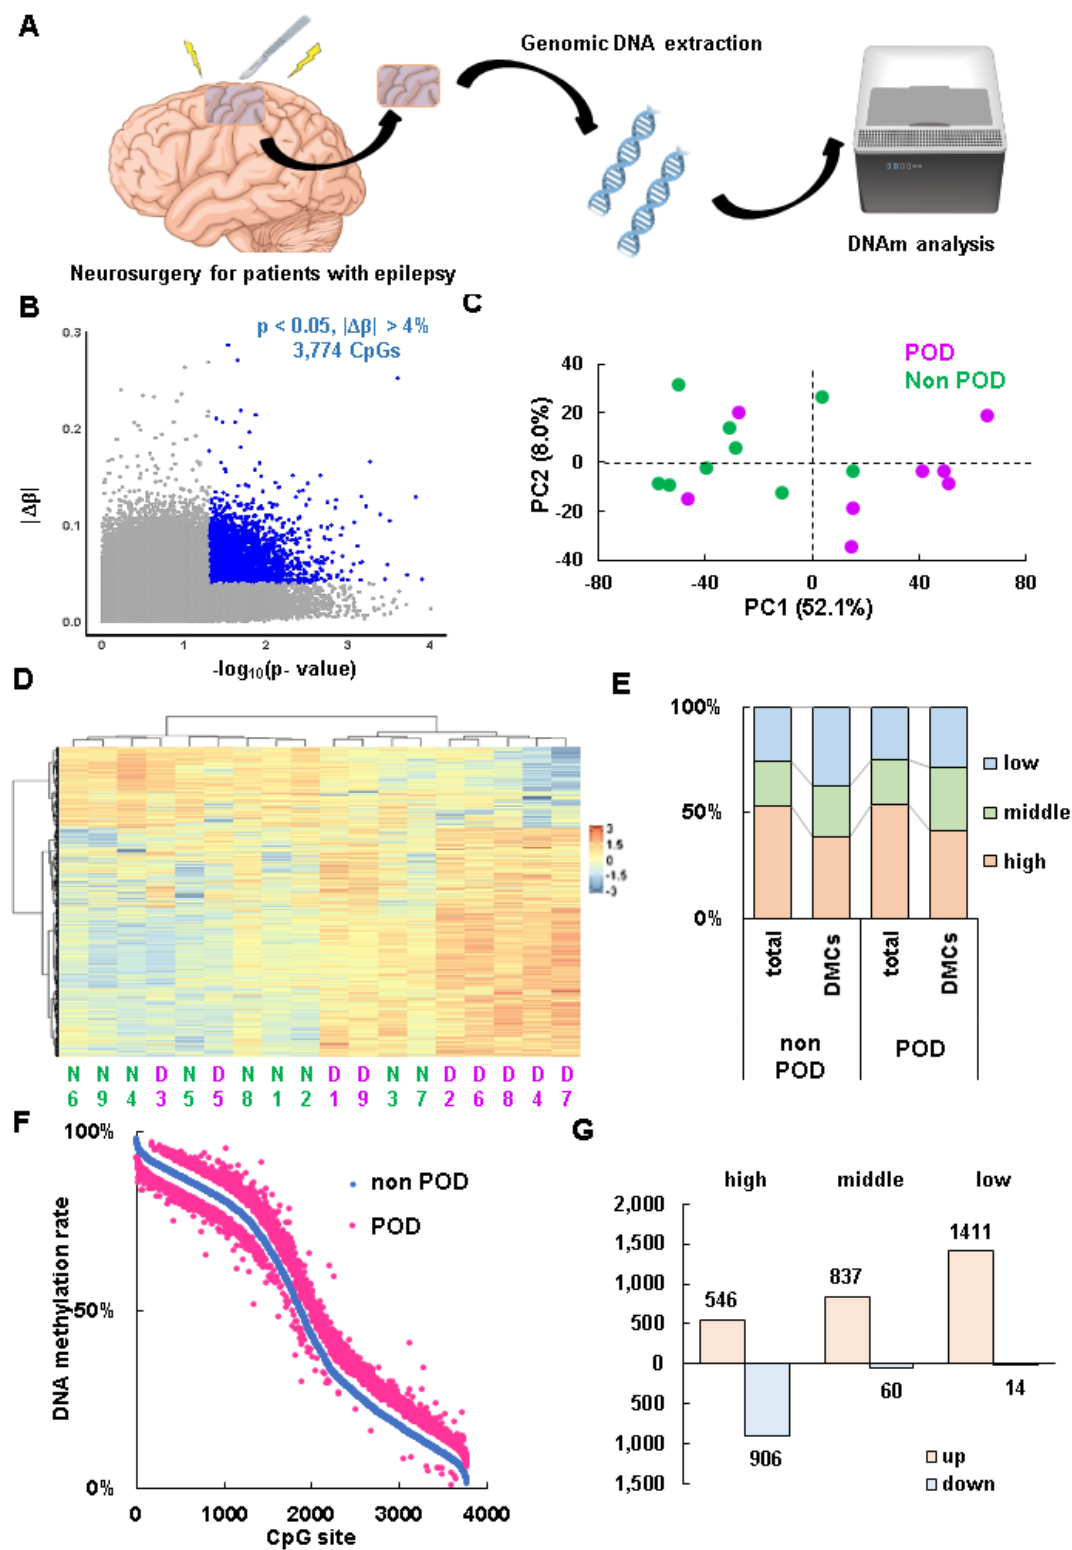 A
Genomic DNA extraction
DNAm analysis
Neurosurgery for patients with epilepsy
B
p < 0.05, |Δβ| > 4%
3,774 CpGs
0.3
0.2
0.1
0.0
|Δβ|
0 1 2 3 4
-log₁₀(p- value)
C
POD
Non POD
40
20
0
-20
-40
PC2 (8.0%)
-80 -40 0 40 80
PC1 (52.1%)
D
3
1.5
0
-1.5
-3
N N N D N D N N N D D N N D D D D D
6 9 4 3 5 5 8 1 2 1 9 3 7 2 6 8 4 7
E
100%
50%
0%
low
middle
high
total DMCs total DMCs
non POD
POD
F
100%
50%
0%
DNA methylation rate
non POD
POD
0 1000 2000 3000 4000
CpG site
G
high middle low
2,000
1,500
1,000
500
0
500
1,000
1,500
546
906
837
60
1411
14
up
down